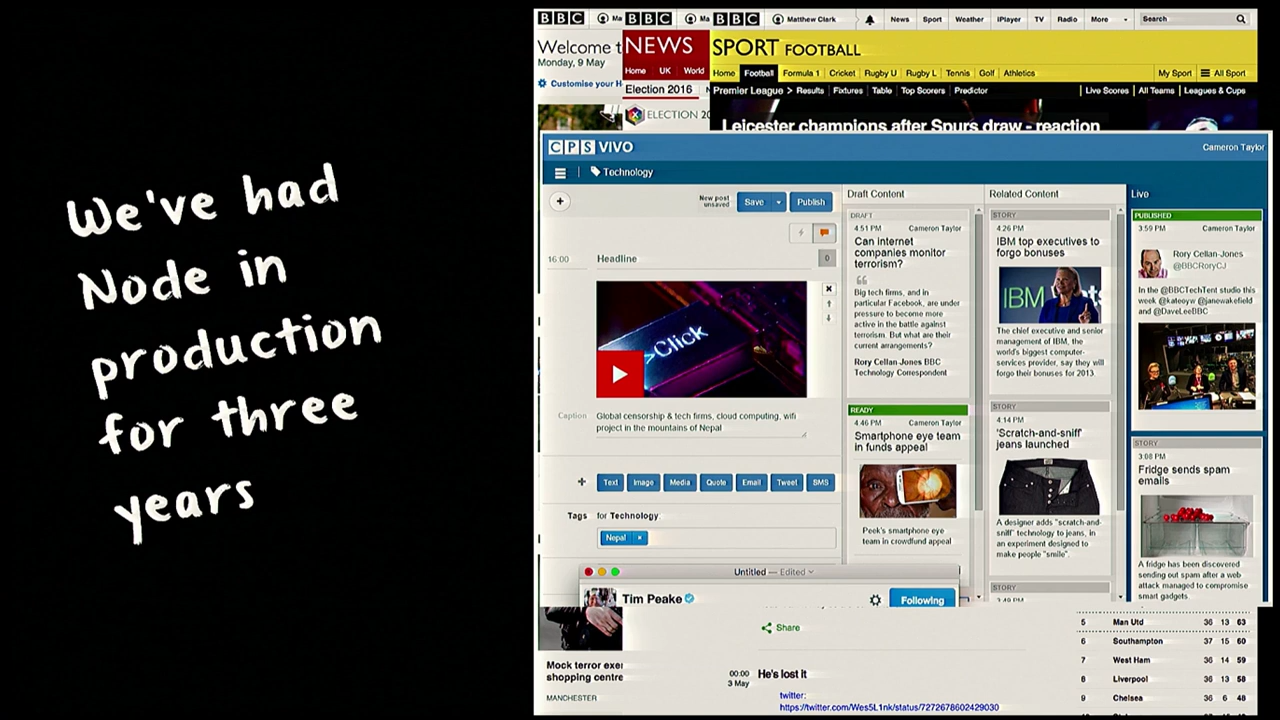 We've had
Node in
production
for three
years
BBC
Ma
BBC
Ma
BBC
Matthew Clark
News
Sport
Weather
iPlayer
TV
Radio
More
Search
Welcome t
Monday, 9 May
Customise your H
NEWS
Home UK World
Election 2016
ELECTION 20
SPORT FOOTBALL
Home Football Formula 1 Cricket Rugby U Rugby L Tennis Golf Athletics My Sport All Sport
Premier League > Results Fixtures Table Top Scorers Predictor Live Scores All Teams Leagues & Cups
Leicester champions after Spurs draw - reaction
CPS VIVO
Cameron Taylor
Technology
New post
unsaved
Save
Publish
16:00
Headline
0
>Click
Caption
Global censorship & tech firms, cloud computing, wifi
project in the mountains of Nepal
+ Text Image Media Quote Email Tweet SMS
Tags for Technology
Nepal ×
Draft Content
DRAFT
4:51 PM Cameron Taylor
Can internet
companies monitor
terrorism?
Big tech firms, and in
particular Facebook, are under
pressure to become more
active in the battle against
terrorism. But what are their
current arrangements?
Rory Cellan-Jones BBC
Technology Correspondent
READY
4:46 PM Cameron Taylor
Smartphone eye team
in funds appeal
Peek's smartphone eye
team in crowdfund appeal
Related Content
STORY
4:26 PM
IBM top executives to
forgo bonuses
IBM
The chief executive and senior
management of IBM, the
world's biggest computer-
services provider, say they will
forgo their bonuses for 2013.
STORY
4:14 PM
'Scratch-and-sniff'
jeans launched
A designer adds "scratch-and-
sniff" technology to jeans, in
an experiment designed to
make people "smile".
STORY
3:49 PM
Live
PUBLISHED
3:59 PM Cameron Taylor
Rory Cellan-Jones
@BBCRoryCJ
In the @BBCTechTent studio this
week @kateoyw @janewakefield
and @DaveLeeBBC
STORY
3:08 PM
Fridge sends spam
emails
A fridge has been discovered
sending out spam after a web
attack managed to compromise
smart gadgets.
Untitled — Edited
Tim Peake
Following
Share
Mock terror exer
shopping centre
MANCHESTER
00:00
3 May
He's lost it
twitter:
https://twitter.com/Wes5L1nk/status/7272678602429030
5 Man Utd 36 13 63
6 Southampton 37 15 60
7 West Ham 36 14 59
8 Liverpool 36 13 58
9 Chelsea 36 6 48